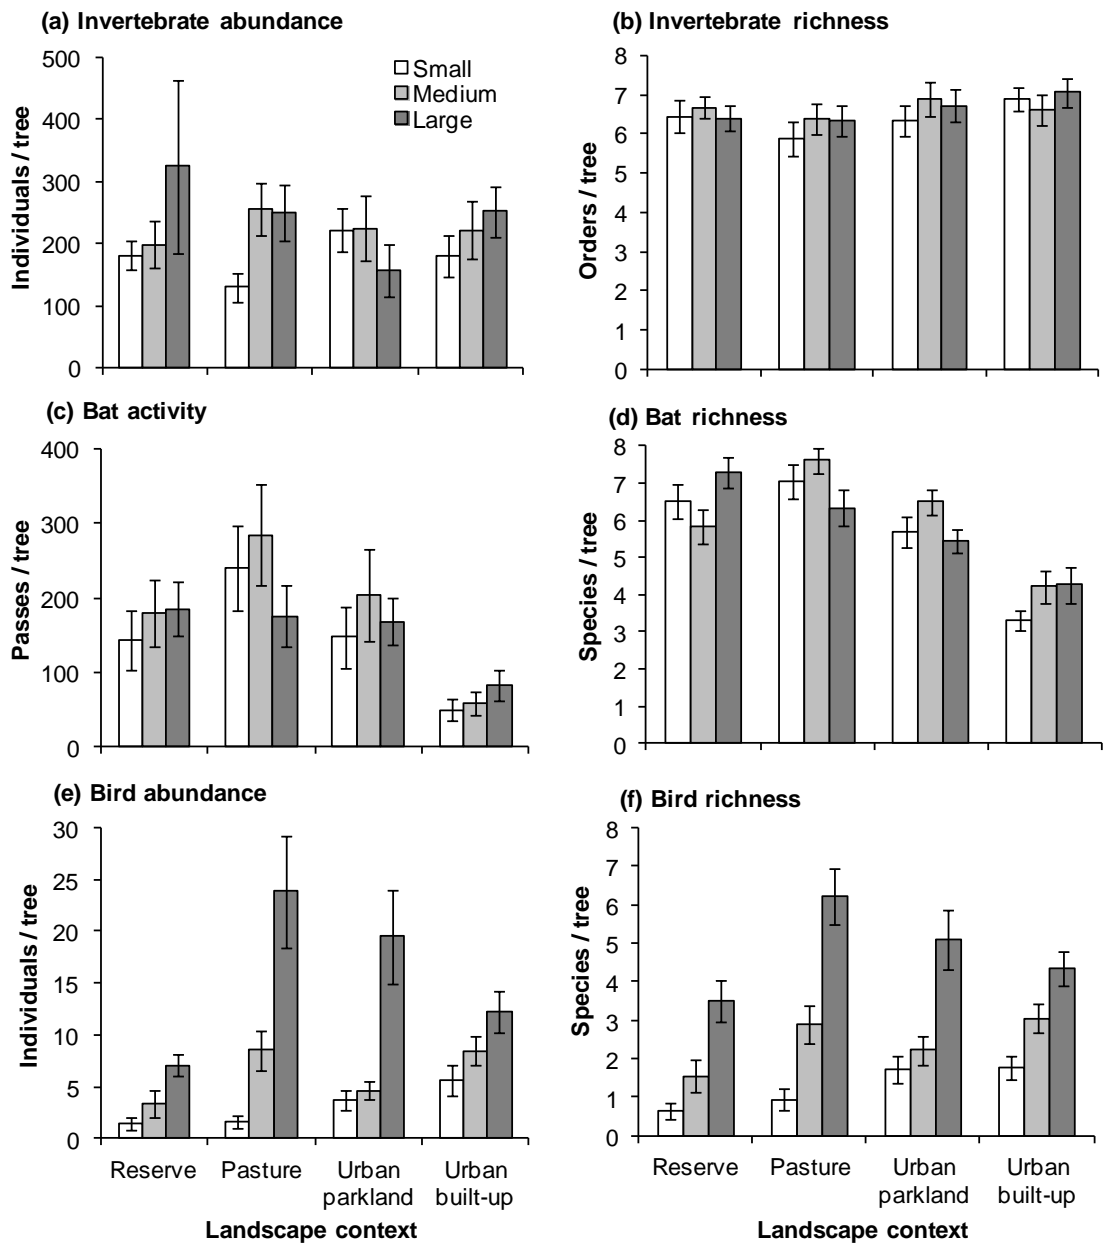 (a) Invertebrate abundance
Individuals / tree
500
400
300
200
100
0
Small
Medium
Large
(b) Invertebrate richness
Orders / tree
8
7
6
5
4
3
2
1
0
(c) Bat activity
Passes / tree
400
300
200
100
0
(d) Bat richness
Species / tree
8
7
6
5
4
3
2
1
0
(e) Bird abundance
Individuals / tree
30
25
20
15
10
5
0
Reserve Pasture Urban Urban
parkland built-up
Landscape context
(f) Bird richness
Species / tree
8
7
6
5
4
3
2
1
0
Reserve Pasture Urban Urban
parkland built-up
Landscape context